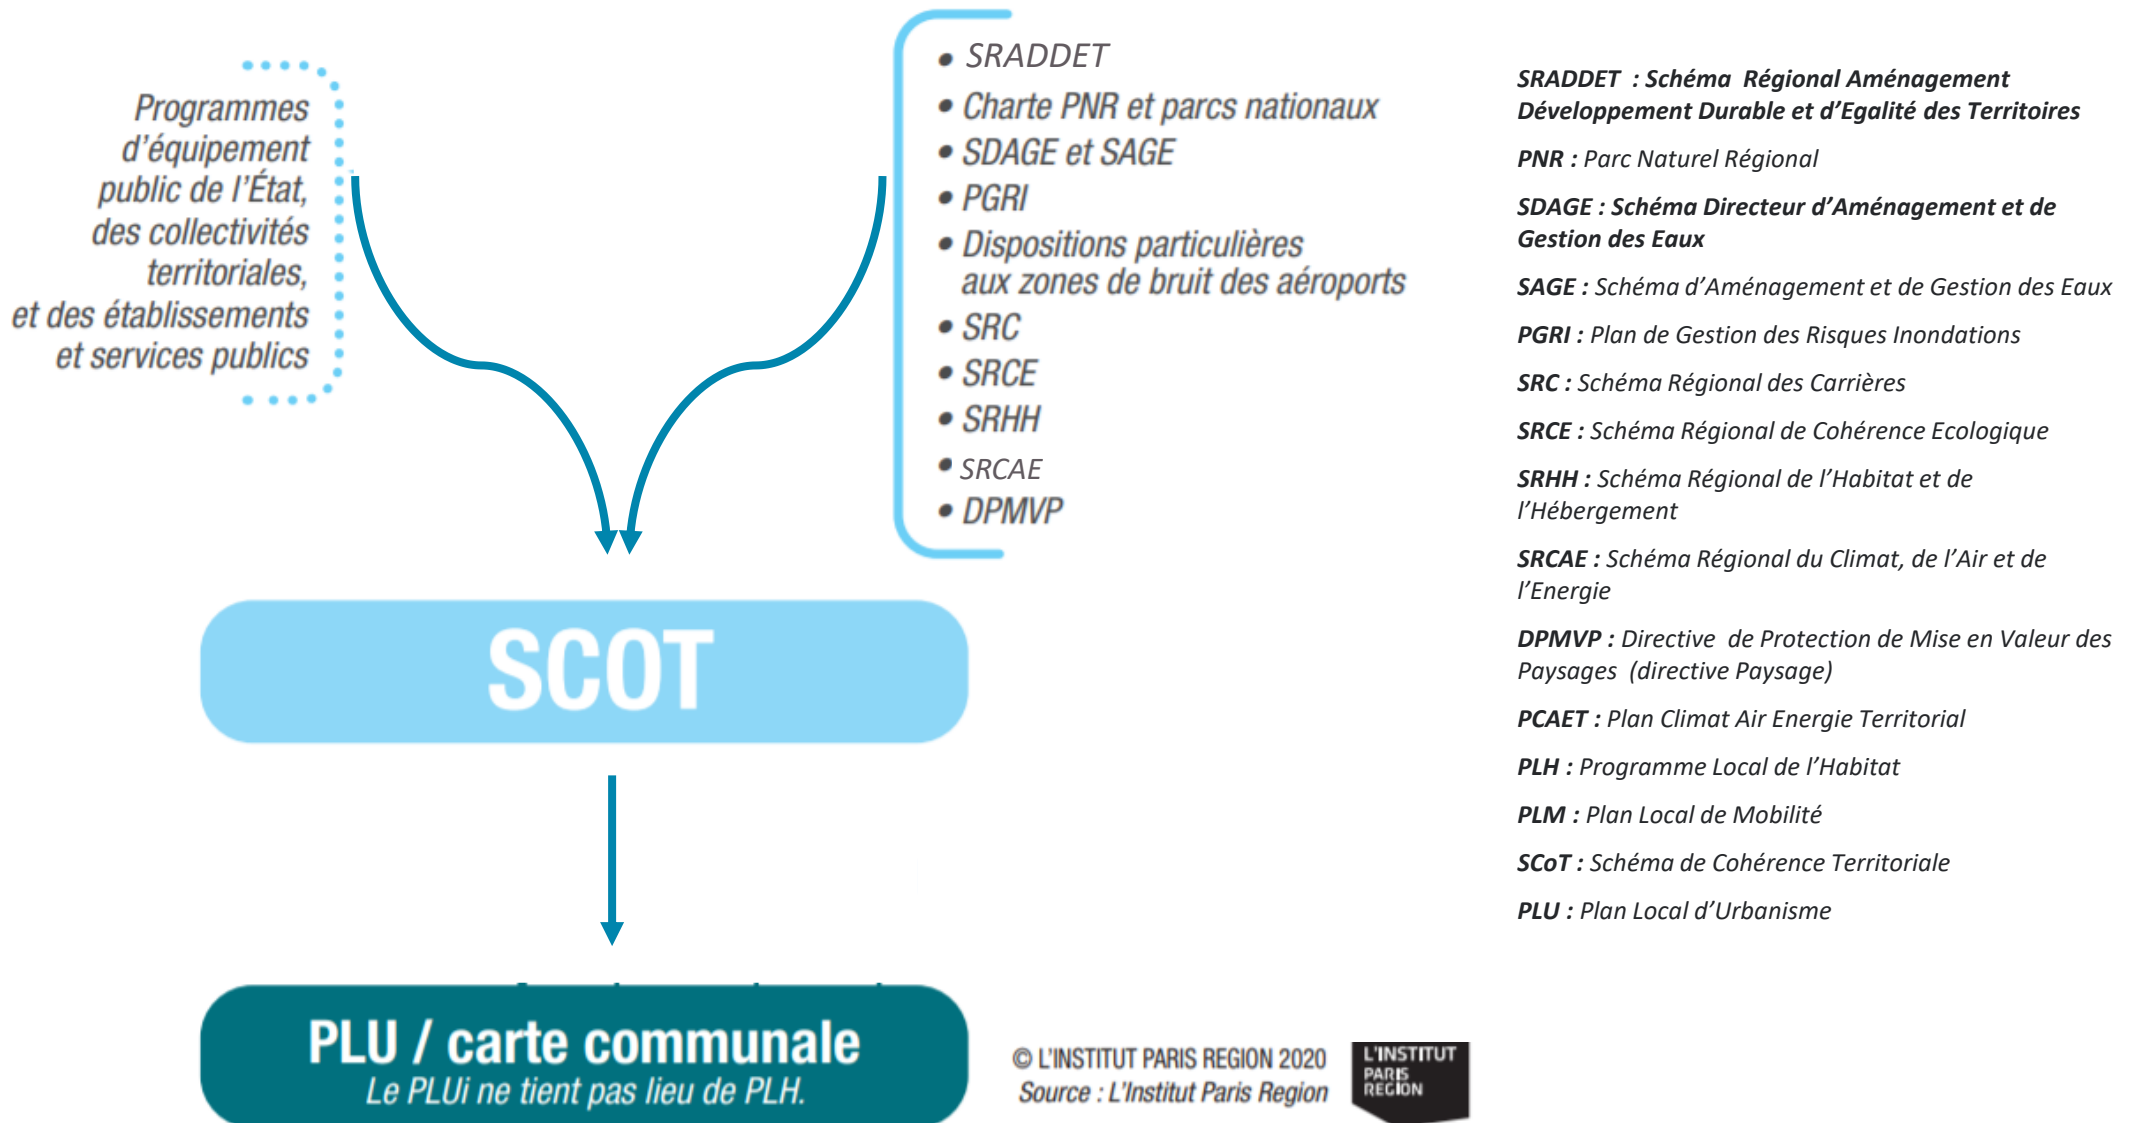 Programmes
d'équipement
public de l'État,
des collectivités
territoriales,
et des établissements
et services publics
• SRADDET
• Charte PNR et parcs nationaux
• SDAGE et SAGE
• PGRI
• Dispositions particulières
aux zones de bruit des aéroports
• SRC
• SRCE
• SRHH
• SRCAE
• DPMVP
SCOT
PLU / carte communale
Le PLUi ne tient pas lieu de PLH.
© L'INSTITUT PARIS REGION 2020
Source : L'Institut Paris Region
L'INSTITUT
PARIS
REGION
SRADDET : Schéma Régional Aménagement
Développement Durable et d'Egalité des Territoires
PNR : Parc Naturel Régional
SDAGE : Schéma Directeur d'Aménagement et de
Gestion des Eaux
SAGE : Schéma d'Aménagement et de Gestion des Eaux
PGRI : Plan de Gestion des Risques Inondations
SRC : Schéma Régional des Carrières
SRCE : Schéma Régional de Cohérence Ecologique
SRHH : Schéma Régional de l'Habitat et de
l'Hébergement
SRCAE : Schéma Régional du Climat, de l'Air et de
l'Energie
DPMVP : Directive de Protection de Mise en Valeur des
Paysages (directive Paysage)
PCAET : Plan Climat Air Energie Territorial
PLH : Programme Local de l'Habitat
PLM : Plan Local de Mobilité
SCoT : Schéma de Cohérence Territoriale
PLU : Plan Local d'Urbanisme